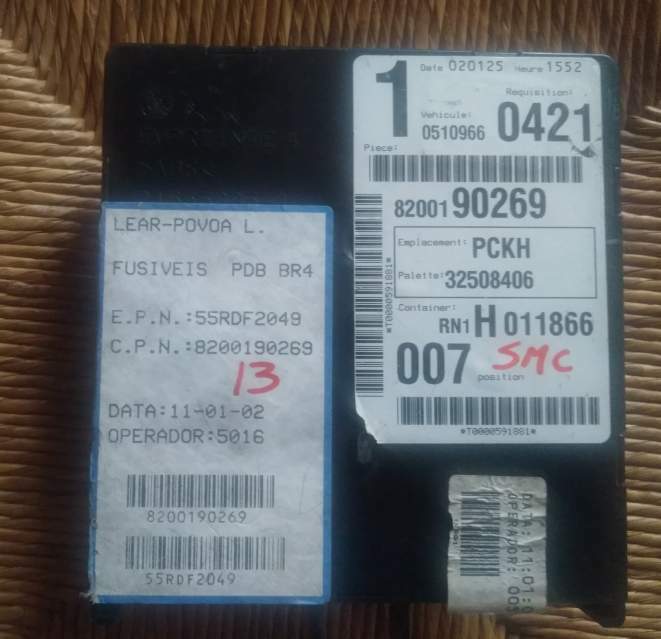 LEAR-POVOA L.
FUSIVEIS PDB BR4
E.P.N.:55RDF2049
C.P.N.:8200190269
13
DATA:11-01-02
OPERADOR:5016
8200190269
55RDF2049
1
Date 020125 Heure 1552
Requisition:
Vehicule:
0510966 0421
Piece:
8200190269
Emplacement: PCKH
Palette: 32508406
Container:
RN1 H 011866
007 SMC
position
*T0000591881*
*T0000591881*
DATA: 11:01:0
OPERADOR: 00